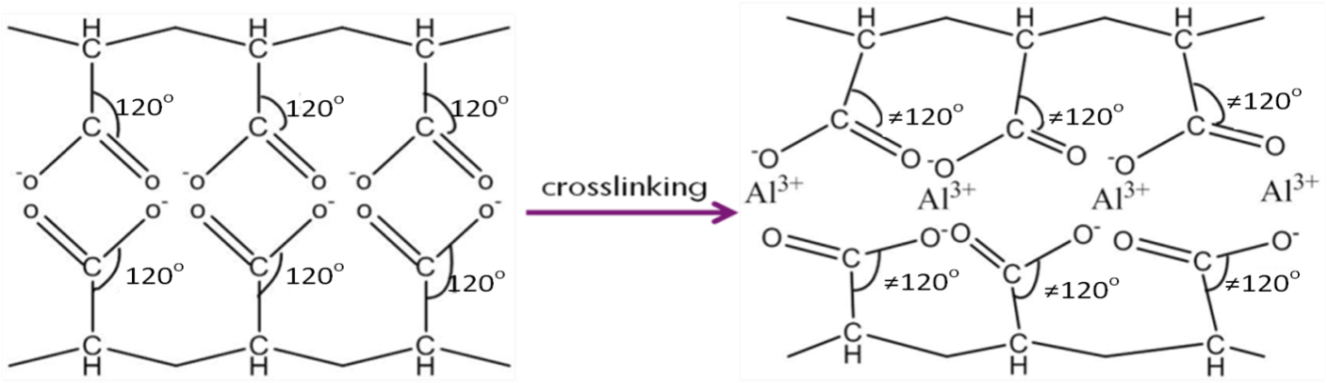 H H H
C C C
120° 120° 120°
C C C
⁻O O ⁻O O ⁻O O
O O⁻ O O⁻ O O⁻
C C C
120° 120° 120°
C C C
H H H
crosslinking
H H H
C C C
≠120° ≠120° ≠120°
C C C
⁻O O ⁻O O ⁻O O
Al³⁺ Al³⁺ Al³⁺ Al³⁺
O O⁻ O O⁻ O O⁻
C C C
≠120° ≠120° ≠120°
C C C
H H H